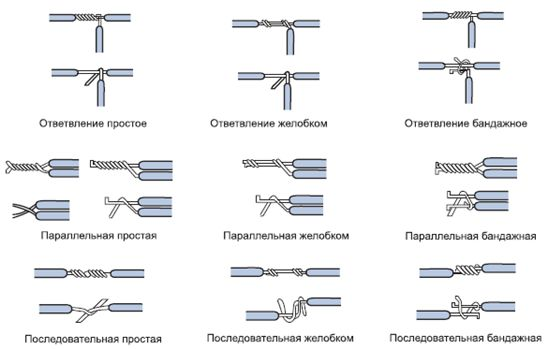 Ответвление простое
Ответвление желобком
Ответвление бандажное
Параллельная простая
Параллельная желобком
Параллельная бандажная
Последовательная простая
Последовательная желобком
Последовательная бандажная